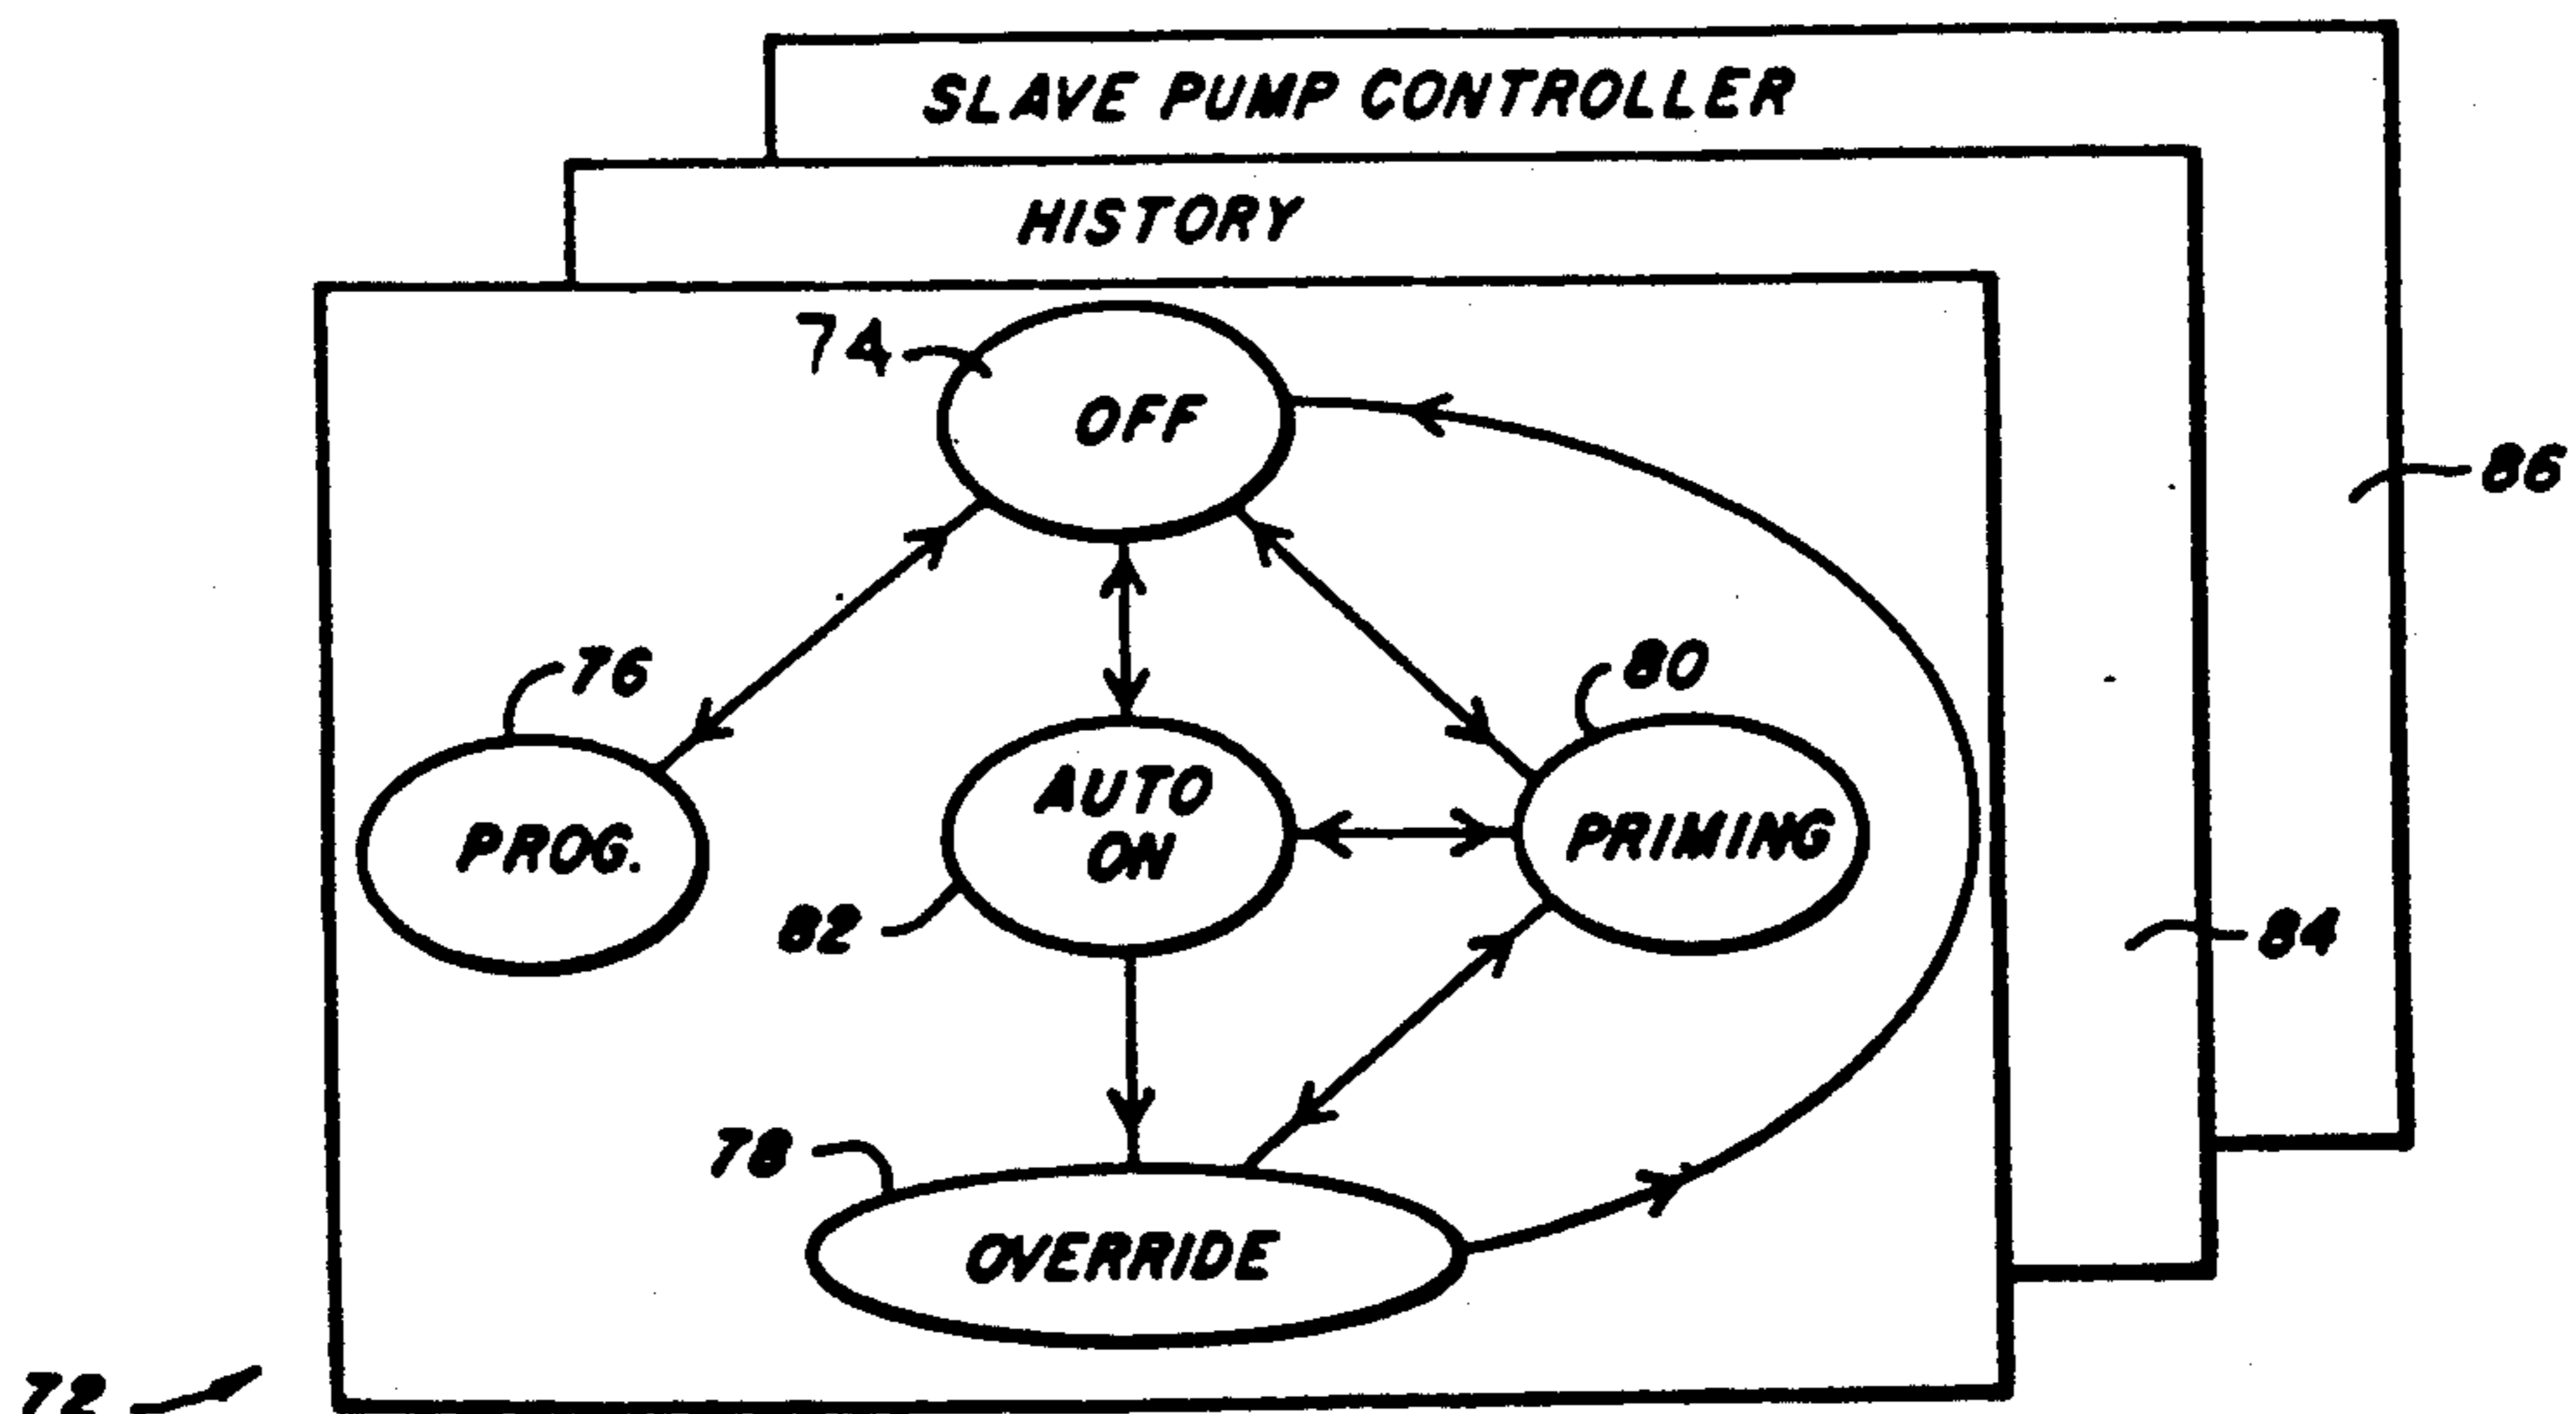 SLAVE PUMP CONTROLLER
HISTORY
74
OFF
86
76
80
PROG.
AUTO
ON
PRIMING
82
84
78
OVERRIDE
72